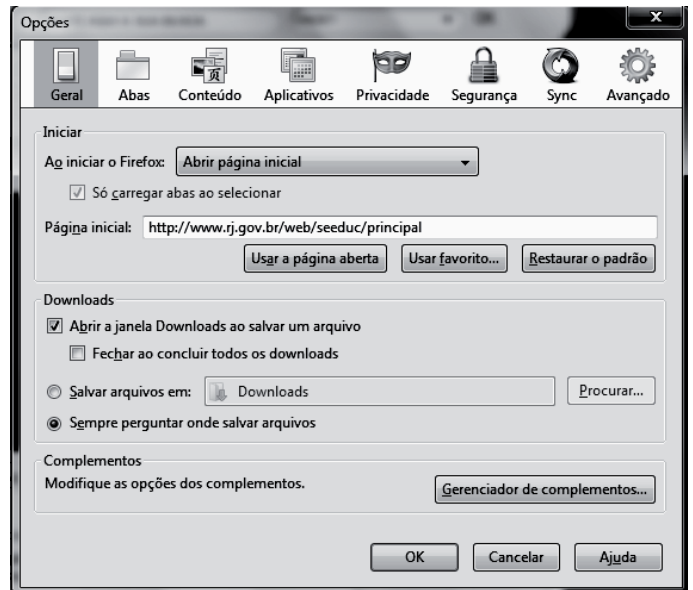 Opções
Geral Abas Conteúdo Aplicativos Privacidade Segurança Sync Avançado
Iniciar
Ao iniciar o Firefox: Abrir página inicial
Só carregar abas ao selecionar
Página inicial: http://www.rj.gov.br/web/seeduc/principal
Usar a página aberta Usar favorito... Restaurar o padrão
Downloads
Abrir a janela Downloads ao salvar um arquivo
Fechar ao concluir todos os downloads
Salvar arquivos em: Downloads Procurar...
Sempre perguntar onde salvar arquivos
Complementos
Modifique as opções dos complementos.
Gerenciador de complementos...
OK Cancelar Ajuda